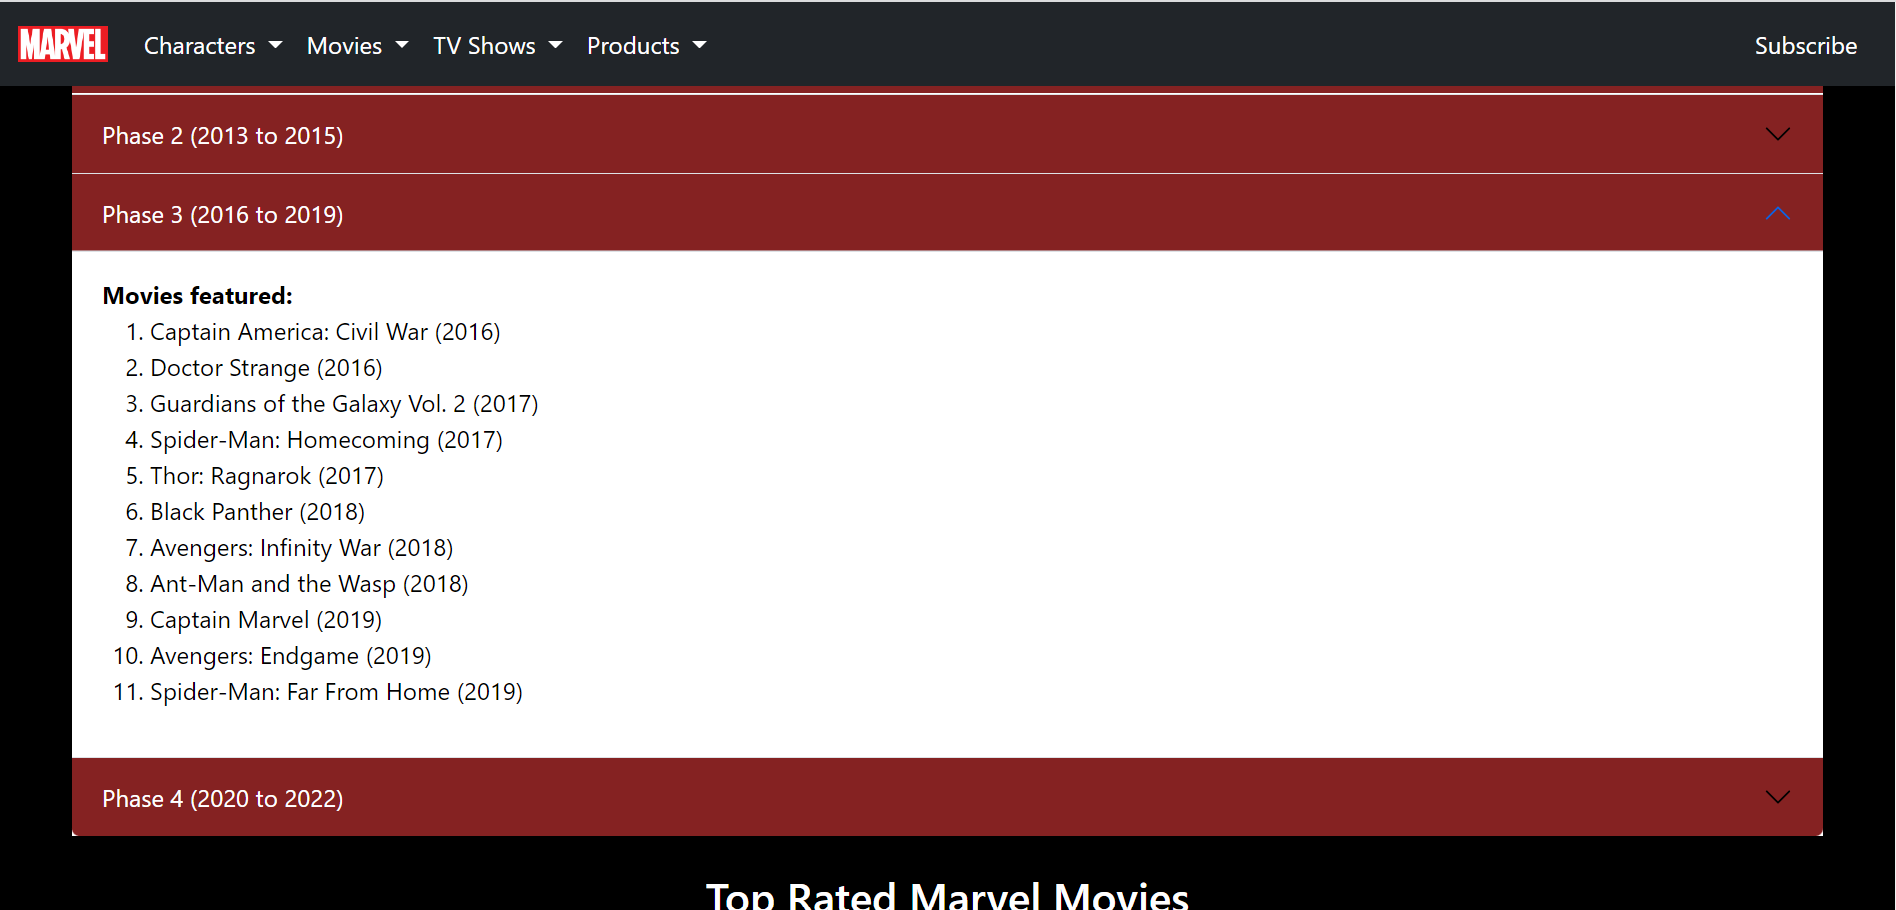 MARVEL Characters Movies TV Shows Products Subscribe
Phase 2 (2013 to 2015)
Phase 3 (2016 to 2019)
Movies featured:
1. Captain America: Civil War (2016)
2. Doctor Strange (2016)
3. Guardians of the Galaxy Vol. 2 (2017)
4. Spider-Man: Homecoming (2017)
5. Thor: Ragnarok (2017)
6. Black Panther (2018)
7. Avengers: Infinity War (2018)
8. Ant-Man and the Wasp (2018)
9. Captain Marvel (2019)
10. Avengers: Endgame (2019)
11. Spider-Man: Far From Home (2019)
Phase 4 (2020 to 2022)
Top Rated Marvel Movies